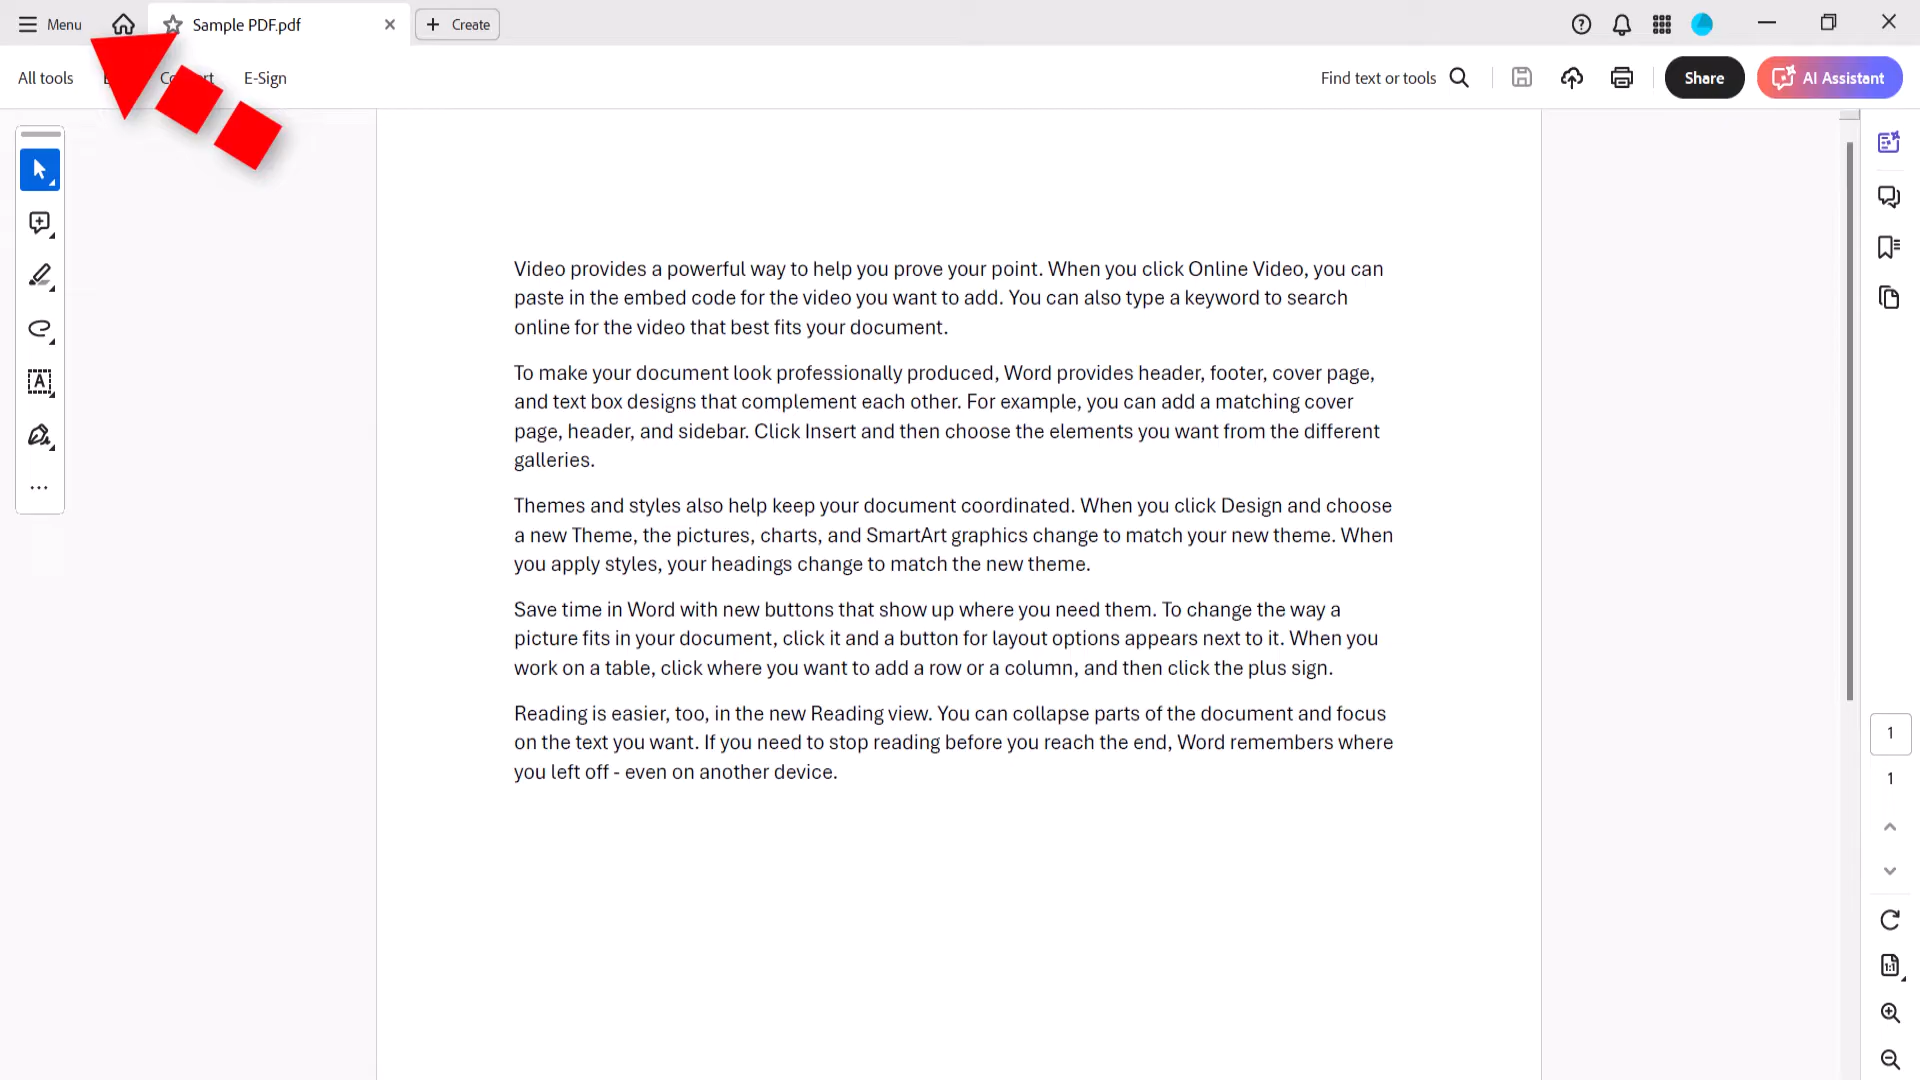 Menu
Sample PDF.pdf
Create
All tools
E-Sign
Find text or tools
Share
AI Assistant
Video provides a powerful way to help you prove your point. When you click Online Video, you can
paste in the embed code for the video you want to add. You can also type a keyword to search
online for the video that best fits your document.
To make your document look professionally produced, Word provides header, footer, cover page,
and text box designs that complement each other. For example, you can add a matching cover
page, header, and sidebar. Click Insert and then choose the elements you want from the different
galleries.
Themes and styles also help keep your document coordinated. When you click Design and choose
a new Theme, the pictures, charts, and SmartArt graphics change to match your new theme. When
you apply styles, your headings change to match the new theme.
Save time in Word with new buttons that show up where you need them. To change the way a
picture fits in your document, click it and a button for layout options appears next to it. When you
work on a table, click where you want to add a row or a column, and then click the plus sign.
Reading is easier, too, in the new Reading view. You can collapse parts of the document and focus
on the text you want. If you need to stop reading before you reach the end, Word remembers where
you left off - even on another device.
1
1